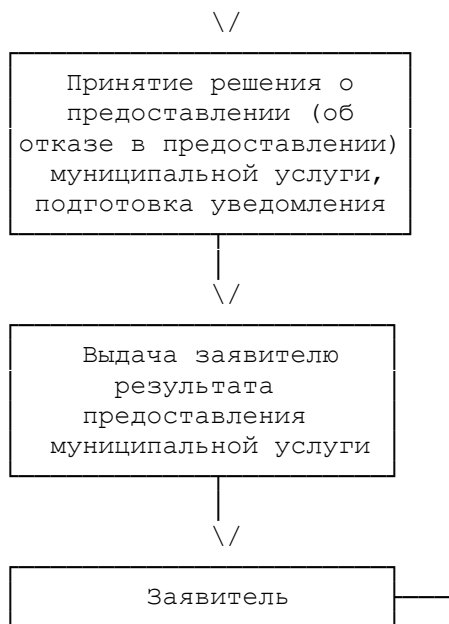 \/
Принятие решения о
предоставлении (об
отказе в предоставлении)
муниципальной услуги,
подготовка уведомления
\/
Выдача заявителю
результата
предоставления
муниципальной услуги
\/
Заявитель